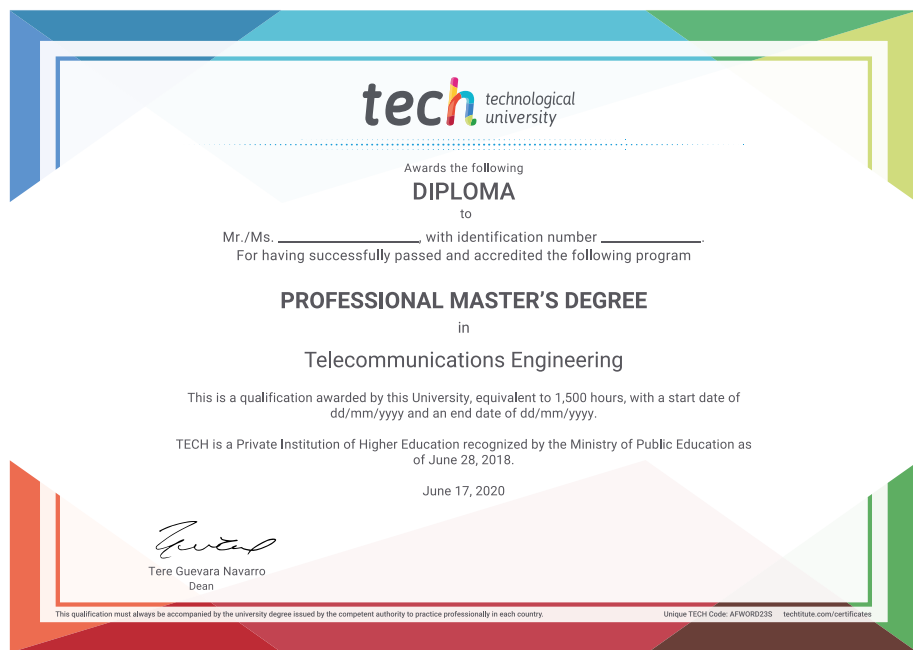 tech technological
university
Awards the following
DIPLOMA
to
Mr./Ms. ____________________, with identification number ______________.
For having successfully passed and accredited the following program
PROFESSIONAL MASTER'S DEGREE
in
Telecommunications Engineering
This is a qualification awarded by this University, equivalent to 1,500 hours, with a start date of
dd/mm/yyyy and an end date of dd/mm/yyyy.
TECH is a Private Institution of Higher Education recognized by the Ministry of Public Education as
of June 28, 2018.
June 17, 2020
Tere Guevara Navarro
Dean
This qualification must always be accompanied by the university degree issued by the competent authority to practice professionally in each country. Unique TECH Code: AFWORD23S techtitute.com/certificates